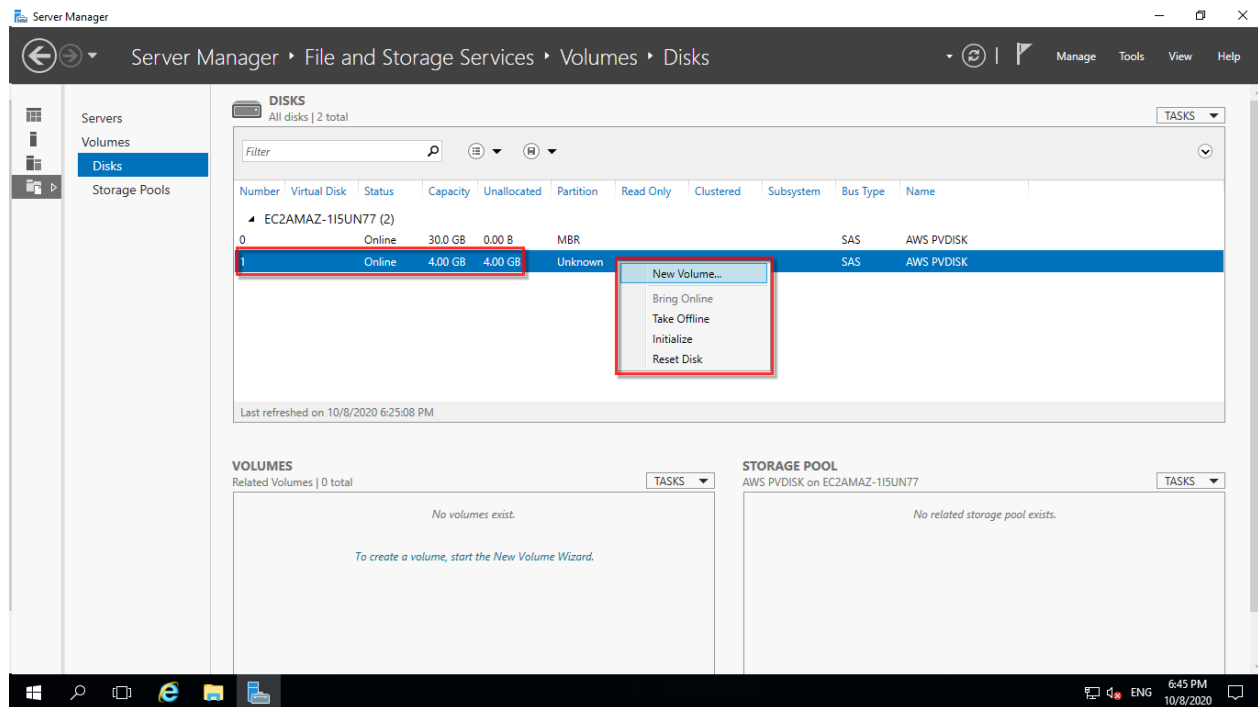 Server Manager
Server Manager ‣ File and Storage Services ‣ Volumes ‣ Disks
Manage Tools View Help
Servers
Volumes
Disks
Storage Pools
DISKS
All disks | 2 total
TASKS
Filter
Number Virtual Disk Status Capacity Unallocated Partition Read Only Clustered Subsystem Bus Type Name
EC2AMAZ-1I5UN77 (2)
0 Online 30.0 GB 0.00 B MBR SAS AWS PVDISK
1 Online 4.00 GB 4.00 GB Unknown SAS AWS PVDISK
New Volume...
Bring Online
Take Offline
Initialize
Reset Disk
Last refreshed on 10/8/2020 6:25:08 PM
VOLUMES
Related Volumes | 0 total
TASKS
No volumes exist.
To create a volume, start the New Volume Wizard.
STORAGE POOL
AWS PVDISK on EC2AMAZ-1I5UN77
TASKS
No related storage pool exists.
ENG
6:45 PM
10/8/2020